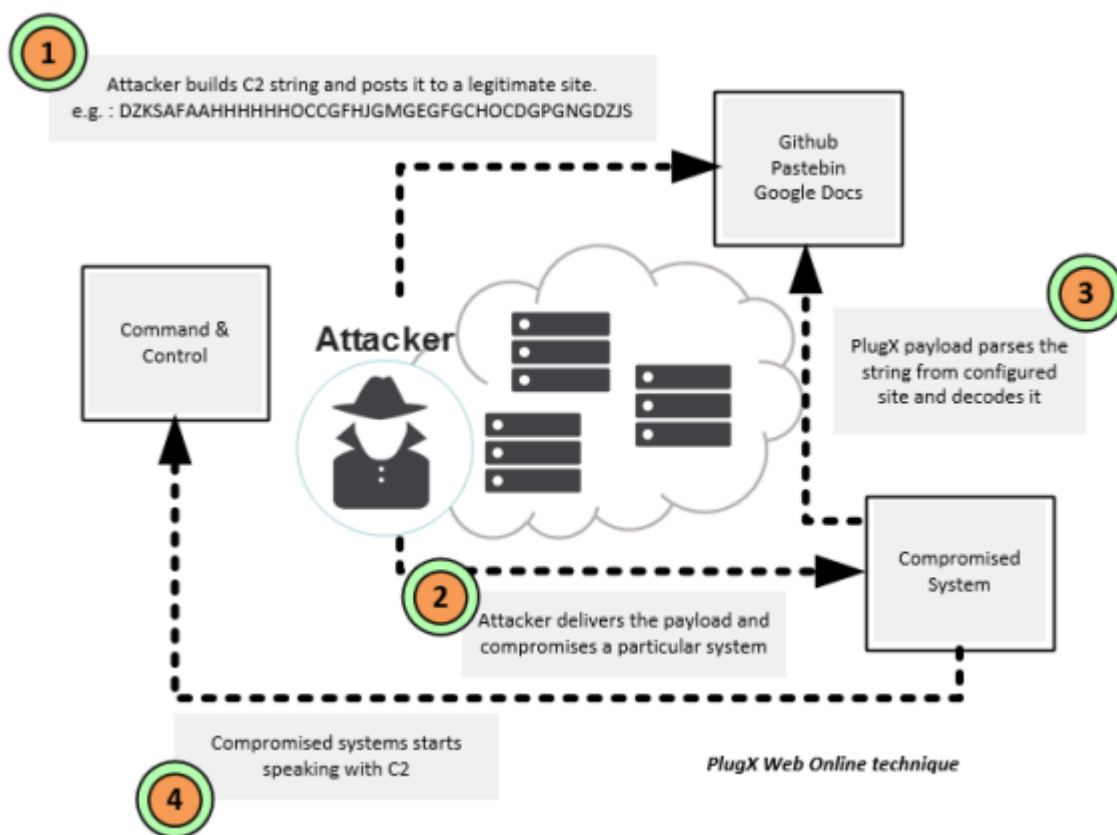 1
Attacker builds C2 string and posts it to a legitimate site.
e.g. : DZKSAFAAHHHHHHOCCGFHJGMGEGFGCHOCDGPGNGDZJS
Github
Pastebin
Google Docs
3
PlugX payload parses the
string from configured
site and decodes it
Command &
Control
Attacker
Compromised
System
2
Attacker delivers the payload and
compromises a particular system
Compromised systems starts
speaking with C2
4
PlugX Web Online technique